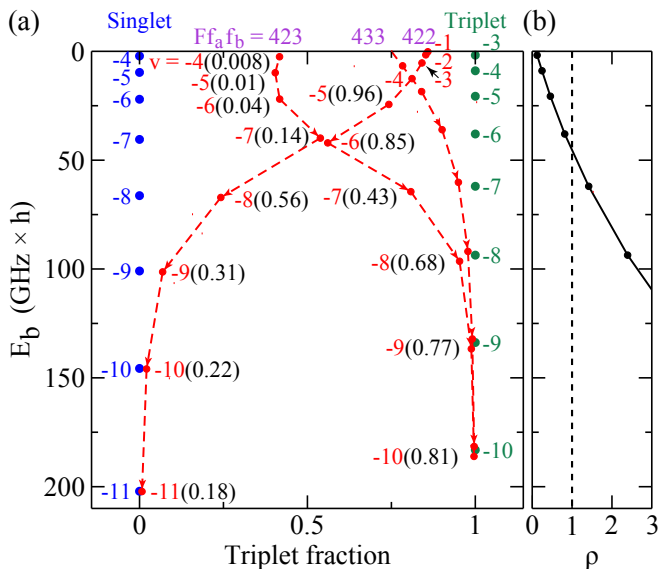 (a) Singlet Ff_a f_b = 423 433 422 Triplet (b)
0 -4 v = -4(0.008) -1 -3
-5 -5(0.01) -4 -2 -3 -4
-6 -6(0.04) -5(0.96) -5
-7 -7(0.14) -6(0.85) -6
50
-8 -8(0.56) -7(0.43) -7
-9 -9(0.31) -8(0.68) -8
100
-10 -10(0.22) -9(0.77) -9
150
-11 -11(0.18) -10(0.81) -10
200
E_b (GHz × h)
0 0.5 1 0 1 2 3
Triplet fraction ρ